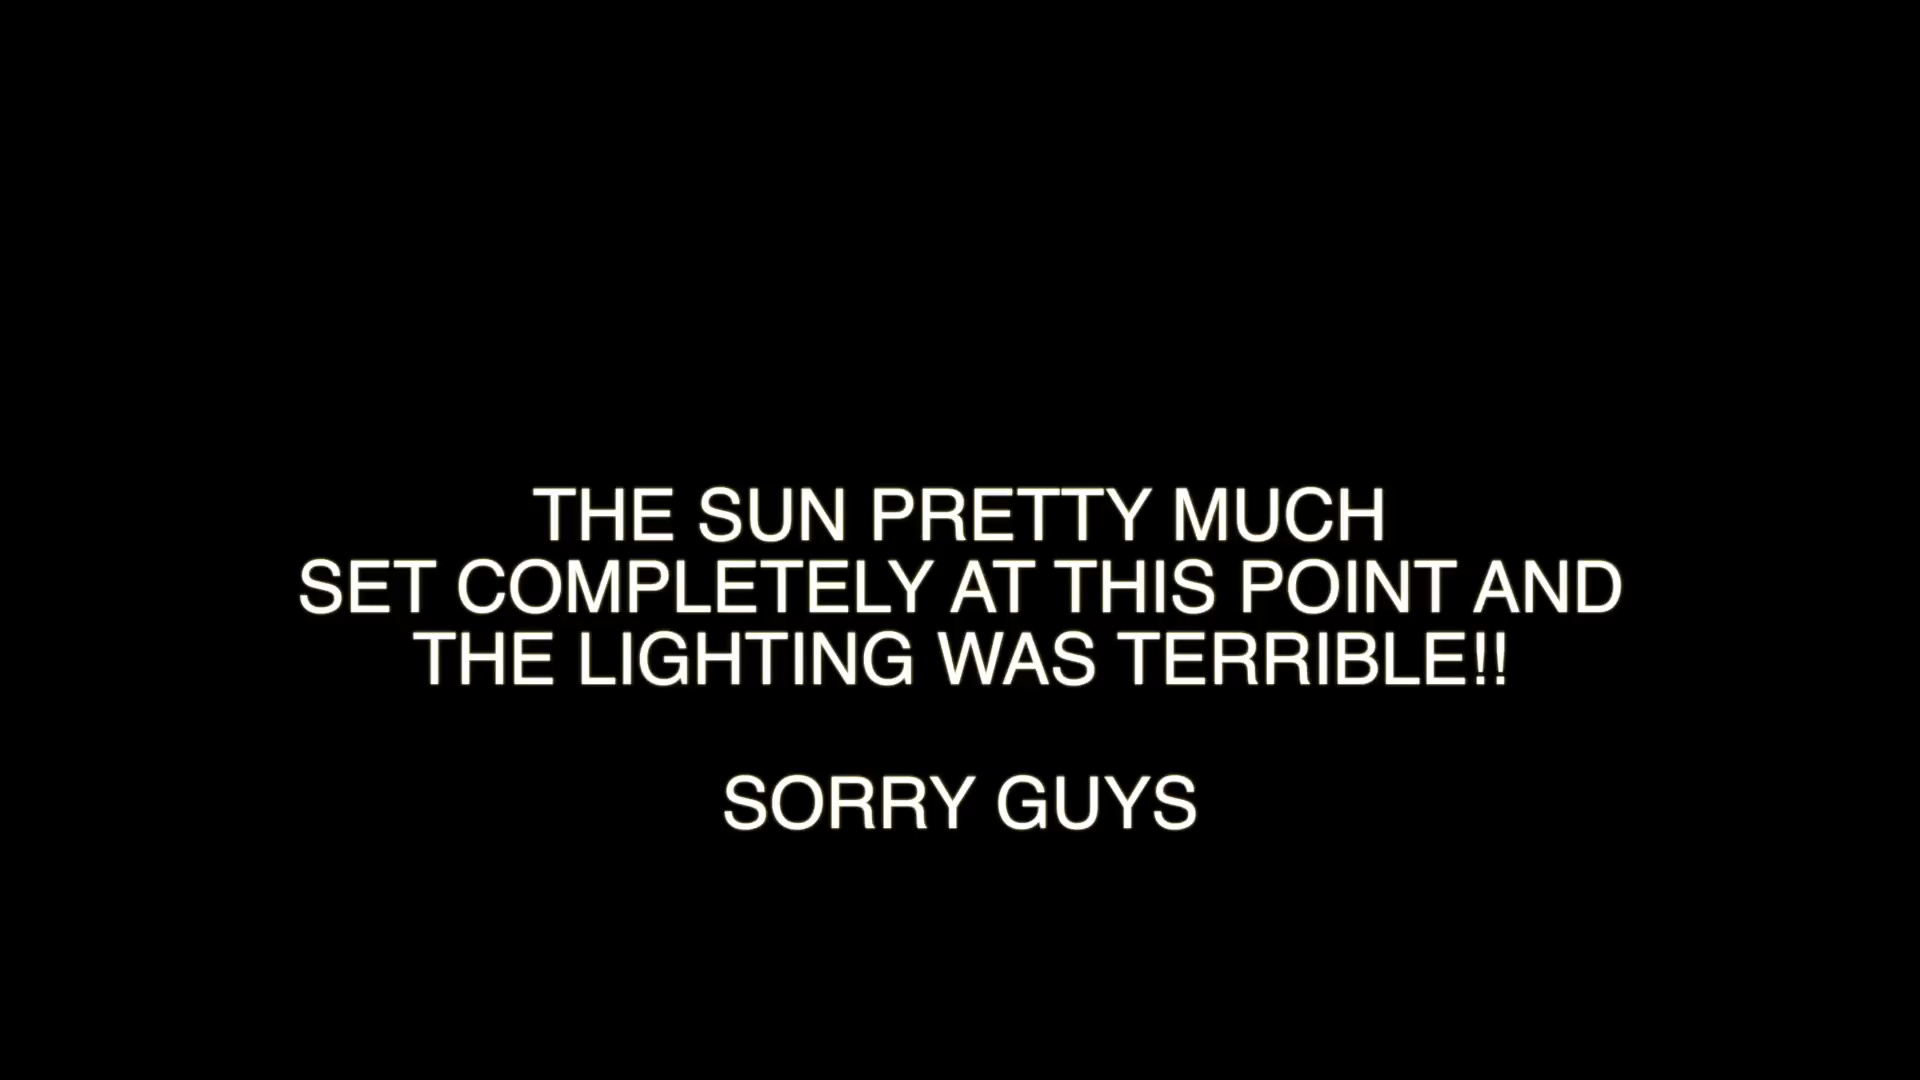 THE SUN PRETTY MUCH
SET COMPLETELY AT THIS POINT AND
THE LIGHTING WAS TERRIBLE!!
SORRY GUYS